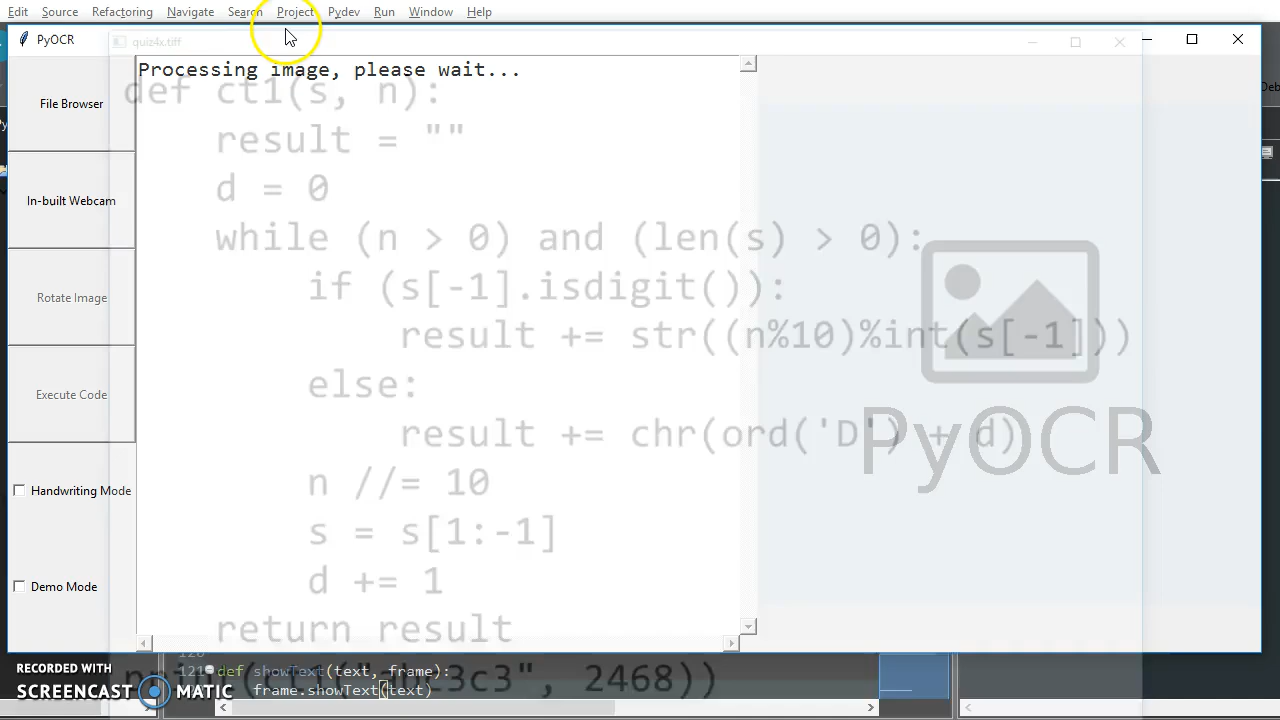 Edit Source Refactoring Navigate Search Project Pydev Run Window Help
PyOCR
quiz4x.tiff
Processing image, please wait...
File Browser
In-built Webcam
Rotate Image
Execute Code
Handwriting Mode
Demo Mode
def ct1(s, n):
result = ""
d = 0
while (n > 0) and (len(s) > 0):
if (s[-1].isdigit()):
result += str((n%10)%int(s[-1]))
else:
result += chr(ord('D') + d)
n //= 10
s = s[1:-1]
d += 1
return result
PyOCR
121 def showText(text, frame):
frame.showText(text)
RECORDED WITH
SCREENCAST MATIC